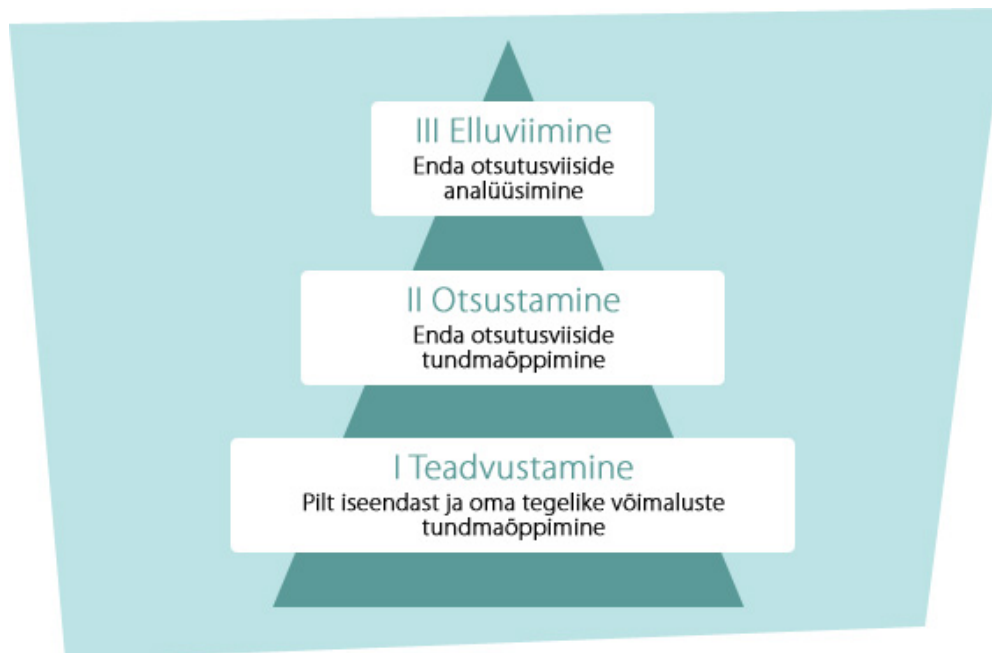 III Elluviimine
Enda otsutusviiside
analüüsimine
II Otsustamine
Enda otsutusviiside
tundmaõppimine
I Teadvustamine
Pilt iseendast ja oma tegelike võimaluste
tundmaõppimine